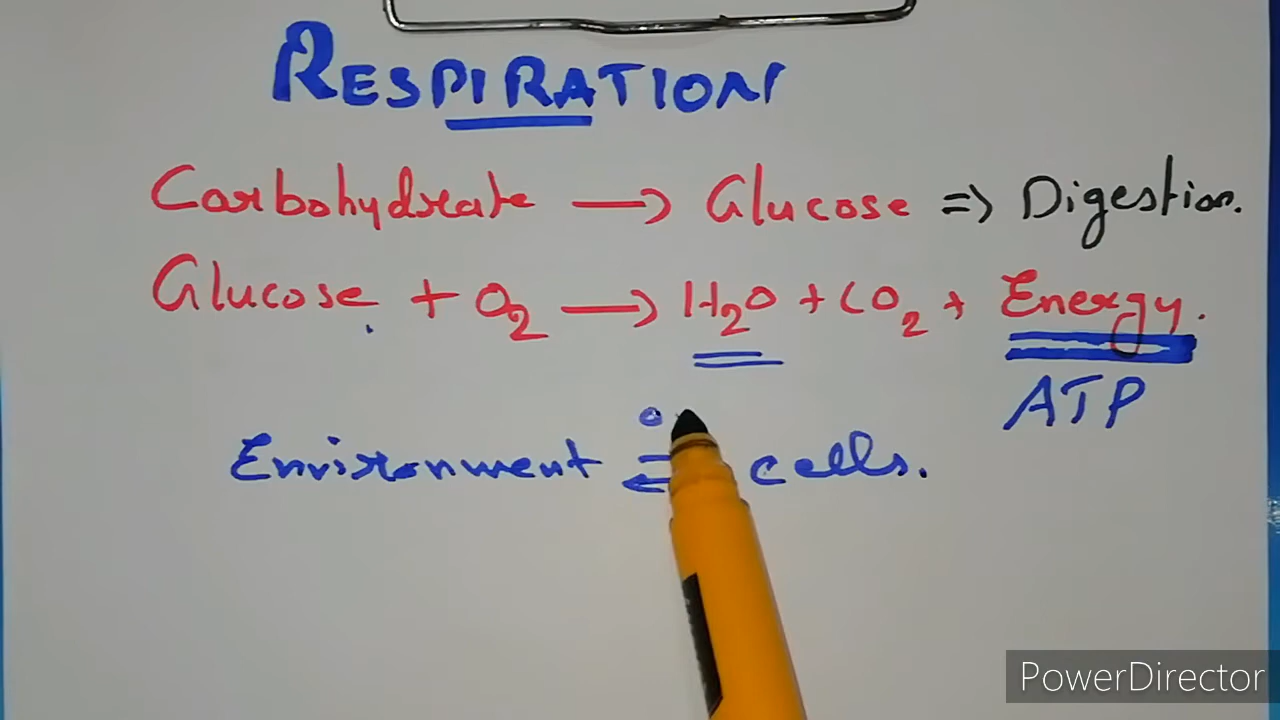 RESPIRATION
Carbohydrate → Glucose => Digestion.
Glucose + O₂ → H₂O + CO₂ + Energy.
ATP
Environment ⇌ cells.
PowerDirector